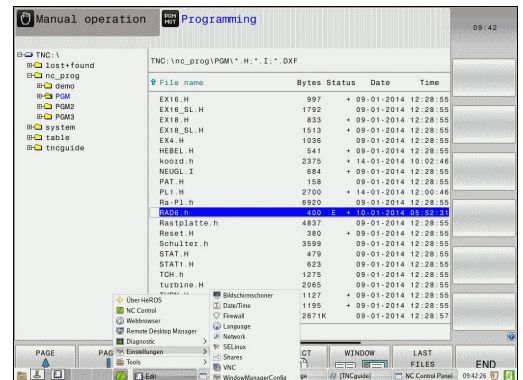 Manual operation
PGM MGT Programming
09:42
TNC:\
lost+found
nc_prog
demo
PGM
PGM2
PGM3
system
table
tncguide
TNC:\nc_prog\PGM\*.H;*.I;*.DXF
File name Bytes Status Date Time
EX16.H 997 + 09-01-2014 12:28:55
EX16_SL.H 1792 09-01-2014 12:28:55
EX18.H 833 + 09-01-2014 12:28:55
EX18_SL.H 1513 + 09-01-2014 12:28:55
EX4.H 1036 09-01-2014 12:28:55
HEBEL.H 541 + 09-01-2014 12:28:55
koord.h 2375 + 14-01-2014 10:02:46
NEUGL.I 684 + 09-01-2014 12:28:55
PAT.H 158 09-01-2014 12:28:55
PL1.H 2700 + 14-01-2014 12:00:46
Ra-Pl.h 6920 09-01-2014 12:28:55
RAD6.h 400 E + 10-01-2014 05:52:31
Rastplatte.h 4837 09-01-2014 12:28:55
Reset.H 380 + 09-01-2014 12:28:55
Schulter.h 3599 09-01-2014 12:28:55
STAT.H 479 09-01-2014 12:28:55
STAT1.H 623 09-01-2014 12:28:55
TCH.h 1275 09-01-2014 12:28:55
turbine.H 2065 09-01-2014 12:28:55
1127 + 09-01-2014 12:28:55
1195 + 09-01-2014 12:28:55
2671K 09-01-2014 12:28:57
Über HeROS
NC Control
Webbrowser
Remote Desktop Manager
Diagnostic
Einstellungen
Tools
Bildschirmschoner
Date/Time
Firewall
Language
Network
SELinux
Shares
VNC
WindowManagerConfig
PAGE
PAG
CT
WINDOW
LAST FILES
END
Edit
ge
[TNCguide]
NC Control Panel
09:42:26